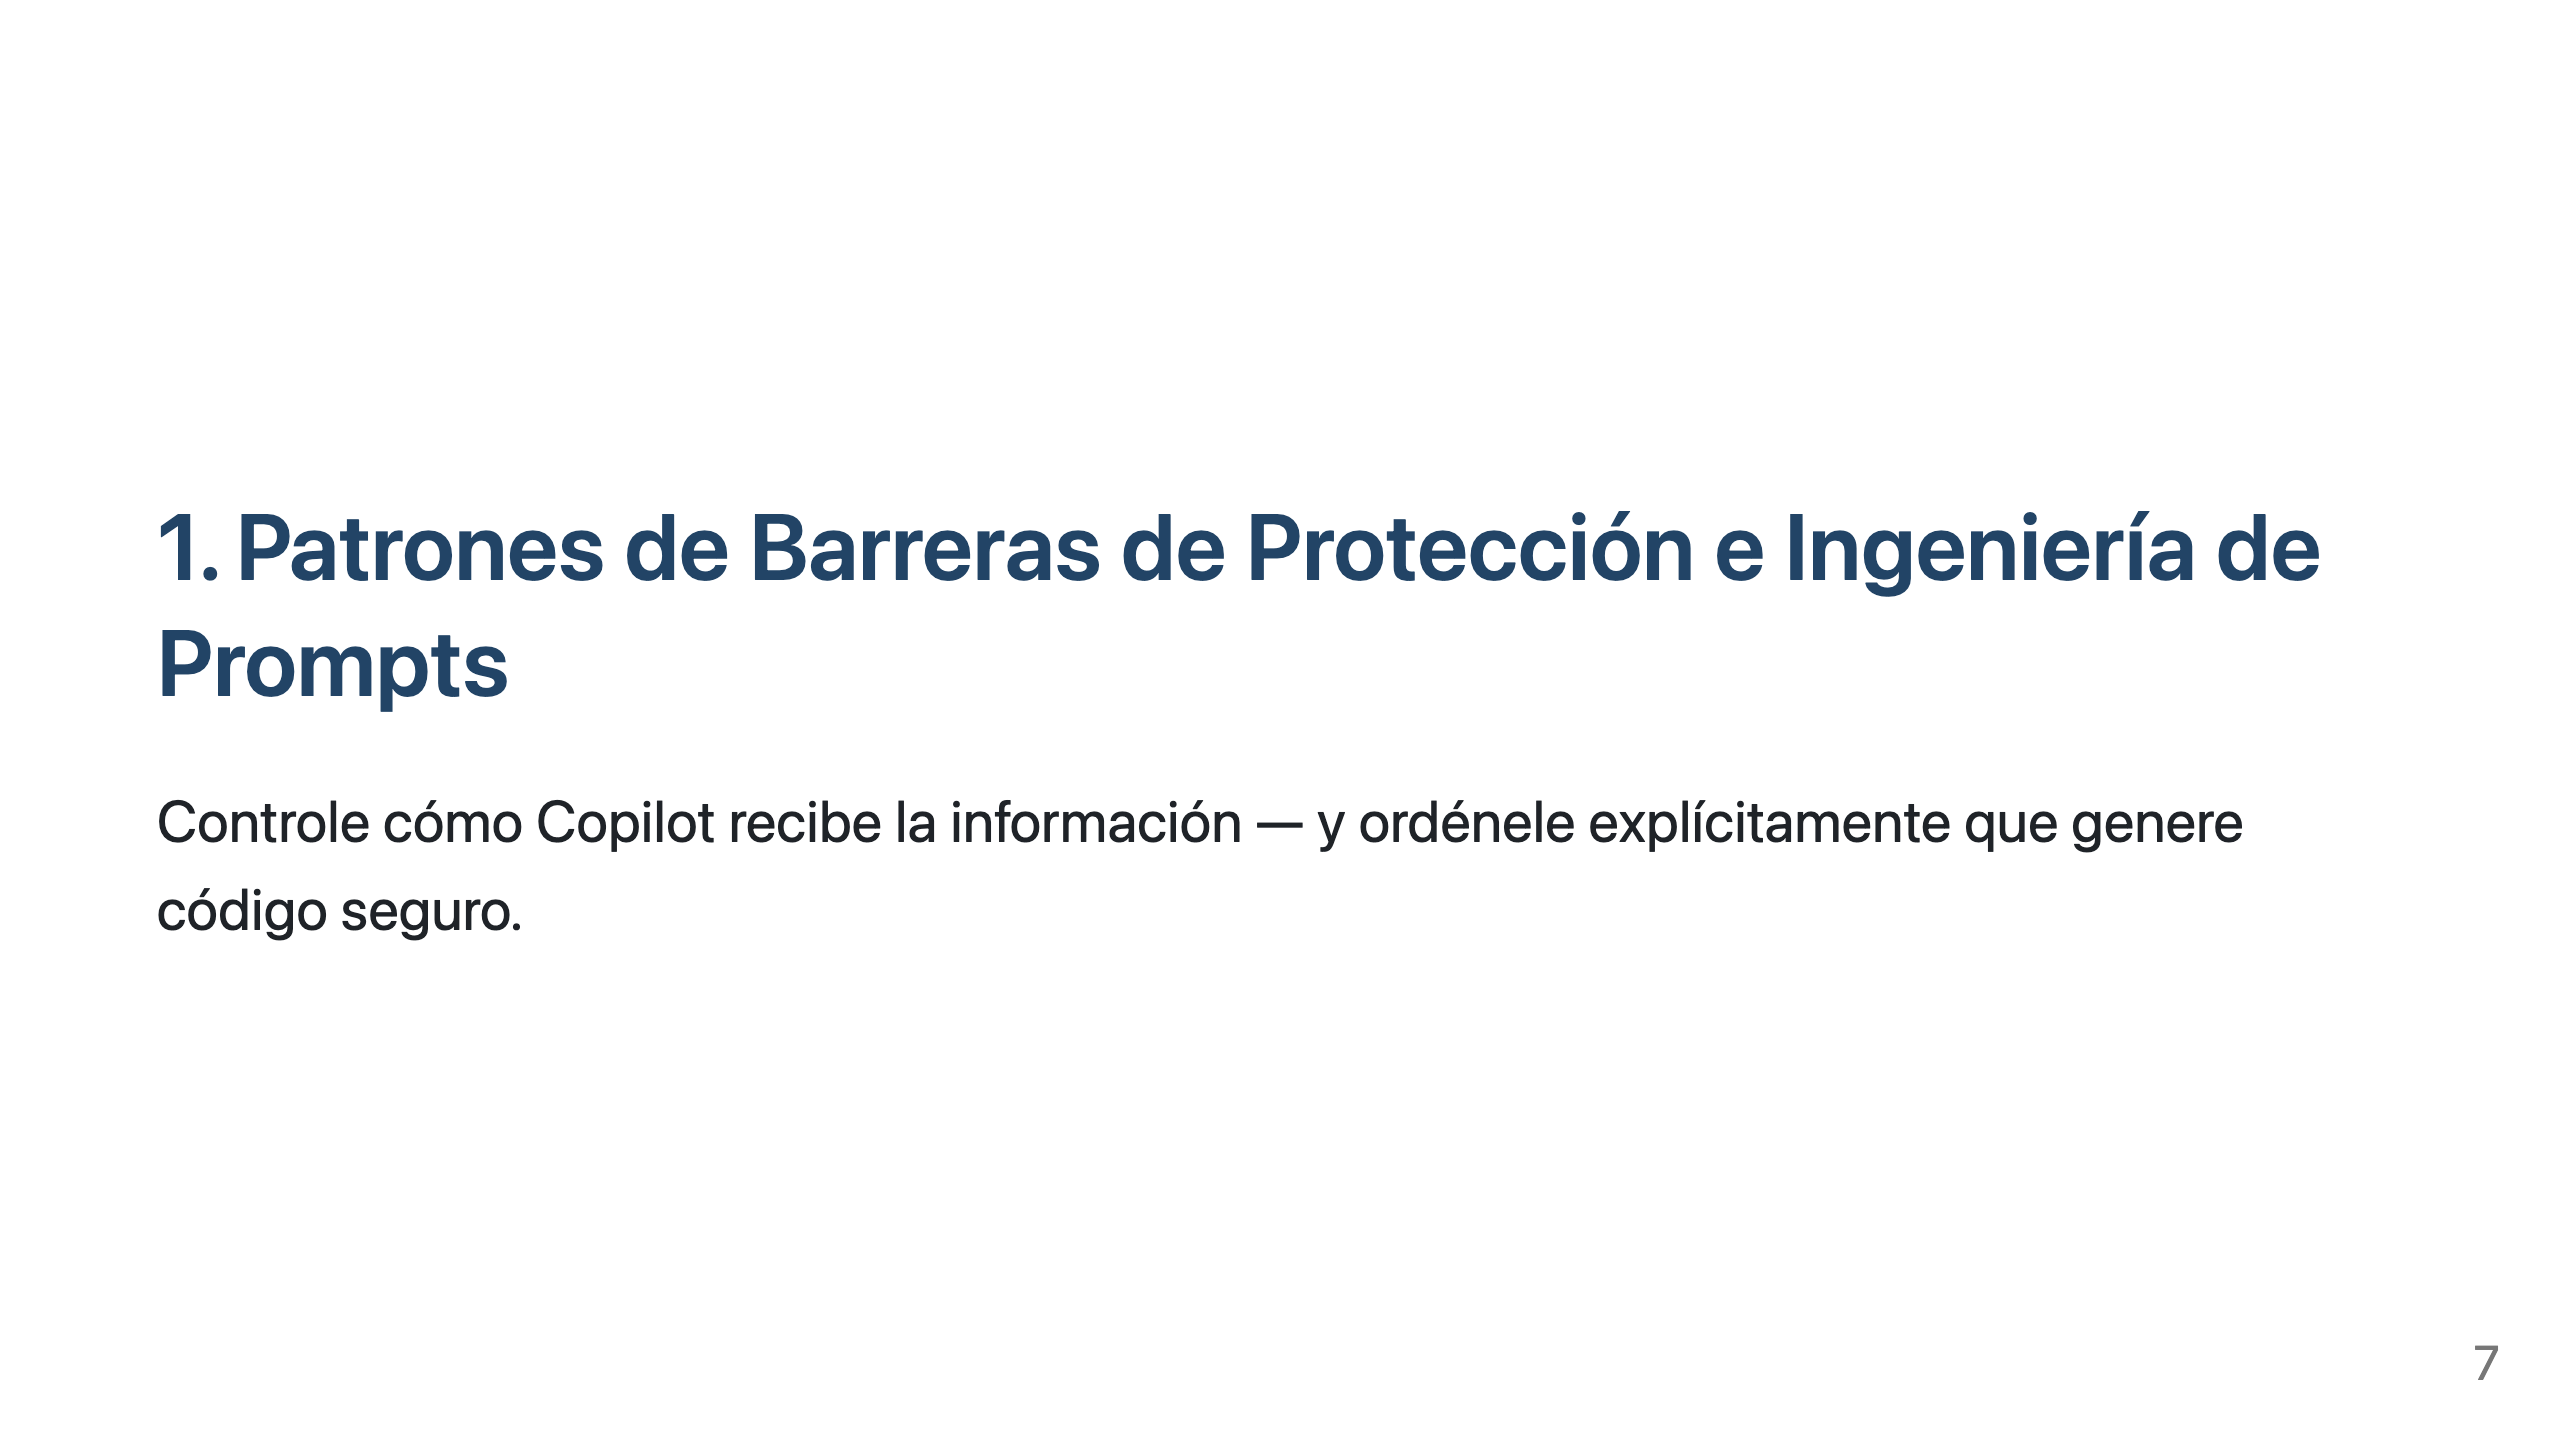 1. Patrones de Barreras de Protección e Ingeniería de
Prompts
Controle cómo Copilot recibe la información — y ordénele explícitamente que genere
código seguro.
7